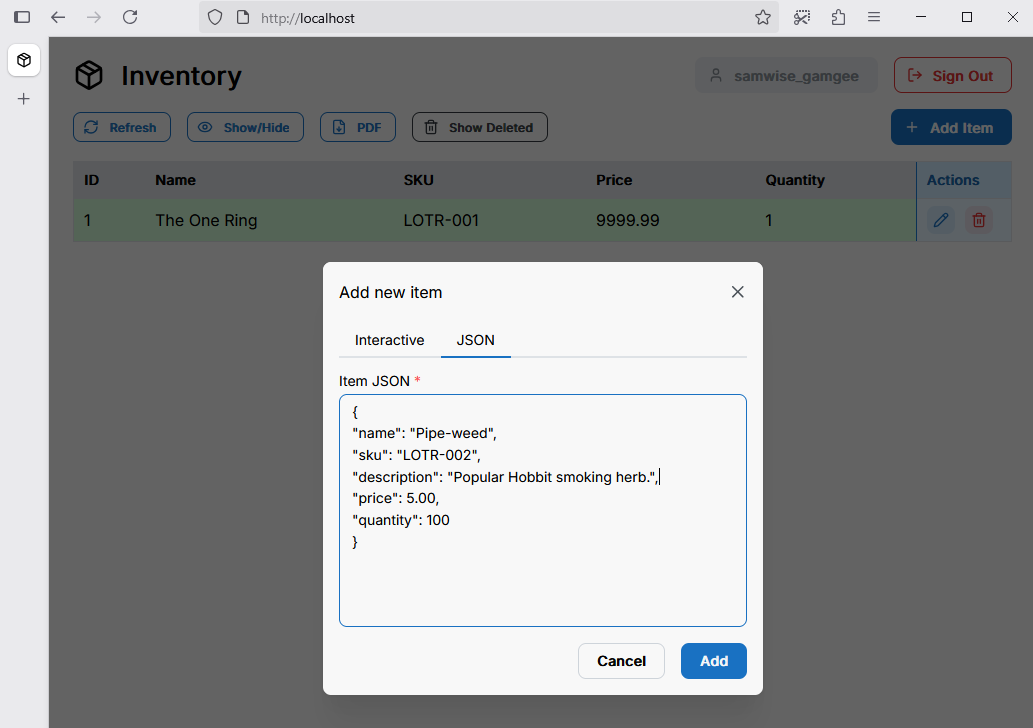 http://localhost
Inventory
samwise_gamgee
Sign Out
Refresh
Show/Hide
PDF
Show Deleted
Add Item
ID Name SKU Price Quantity Actions
1 The One Ring LOTR-001 9999.99 1
Add new item
Interactive JSON
Item JSON *
{
"name": "Pipe-weed",
"sku": "LOTR-002",
"description": "Popular Hobbit smoking herb.",
"price": 5.00,
"quantity": 100
}
Cancel Add